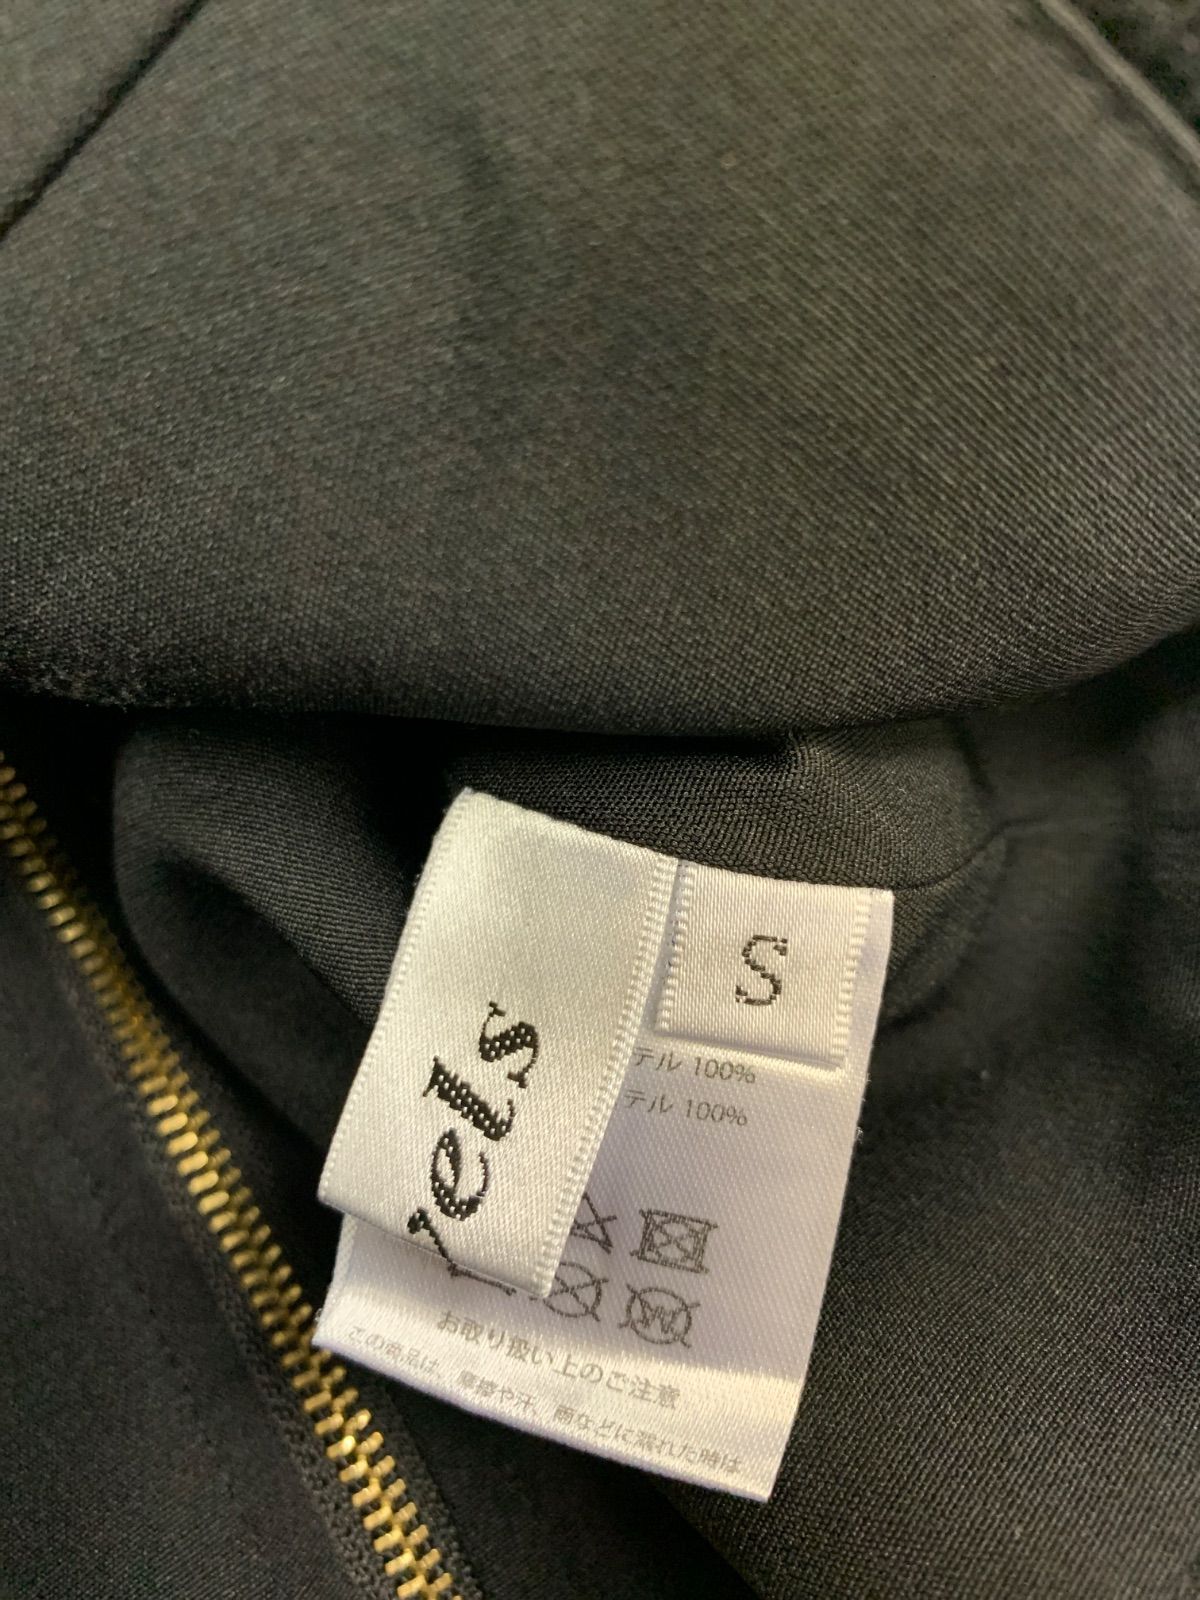 els
S
テル 100%
テル 100%
お取り扱い上のご注意
この商品は、摩擦や汗、雨などに濡れた時は